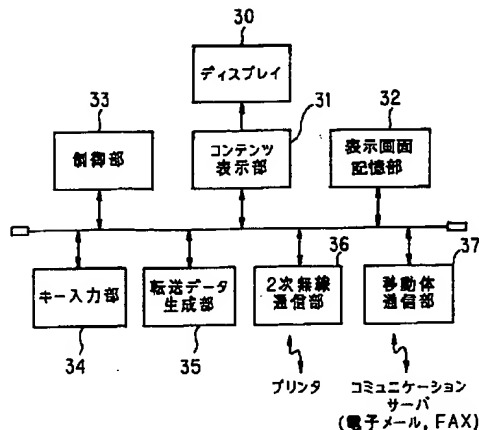 30
ディスプレイ
33
31
32
制御部
コンテンツ
表示部
表示画面
記憶部
36
37
キー入力部
転送データ
生成部
2次無線
通信部
移動体
通信部
34
35
プリンタ
コミュニケーション
サーバ
(電子メール,FAX)